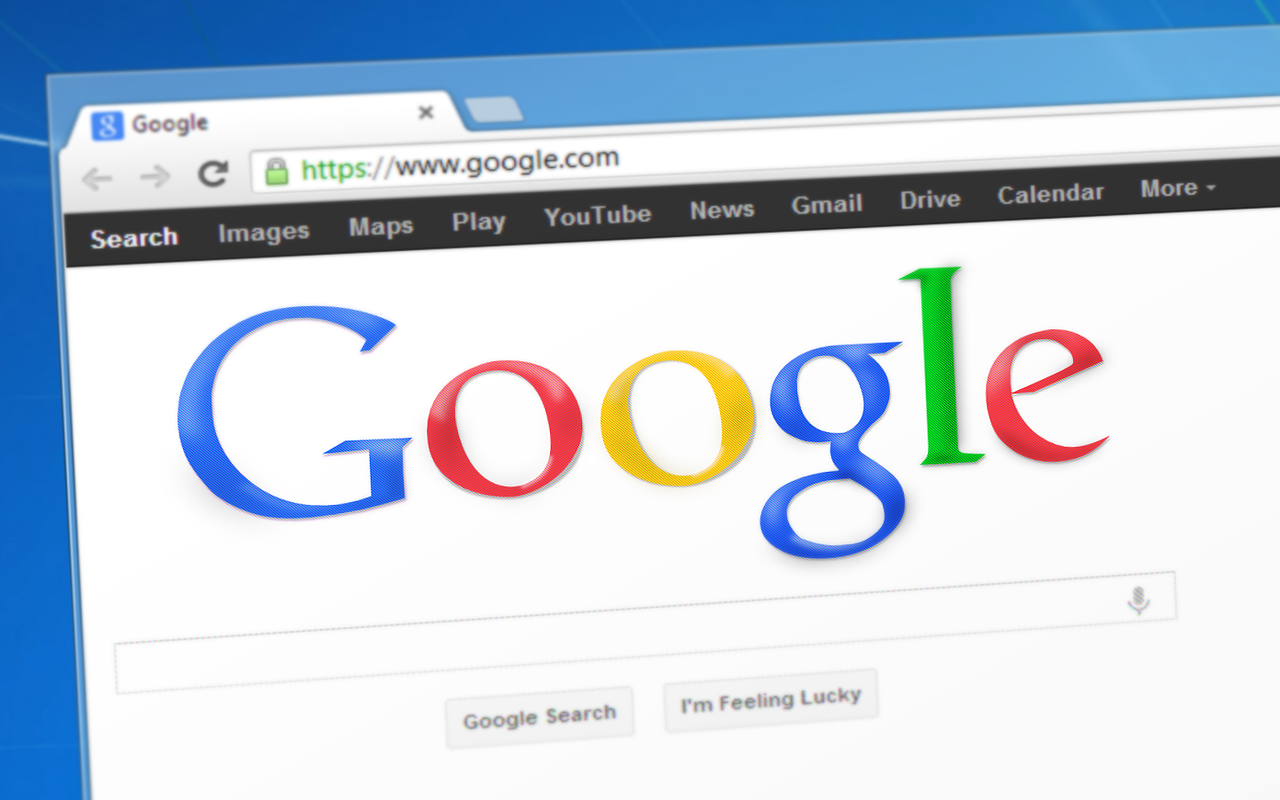 Google
https://www.google.com
Search Images Maps Play YouTube News Gmail Drive Calendar More
Google
Google Search I'm Feeling Lucky